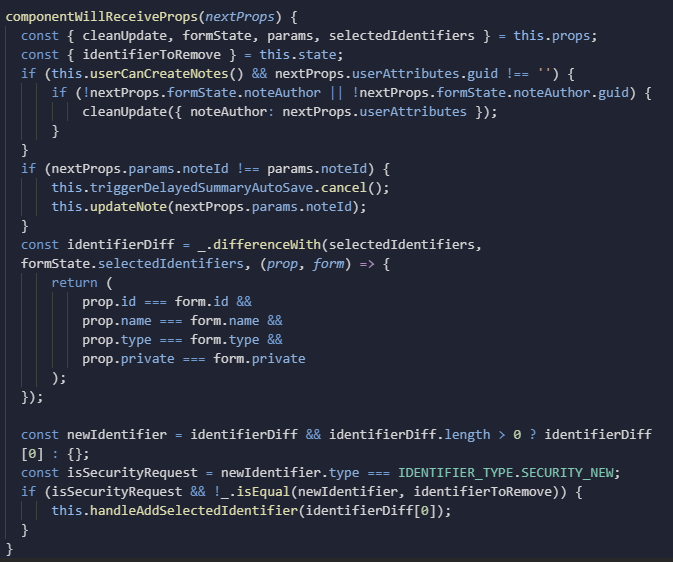 componentWillReceiveProps(nextProps) {
const { cleanUpdate, formState, params, selectedIdentifiers } = this.props;
const { identifierToRemove } = this.state;
if (this.userCanCreateNotes() && nextProps.userAttributes.guid !== '') {
if (!nextProps.formState.noteAuthor || !nextProps.formState.noteAuthor.guid) {
cleanUpdate({ noteAuthor: nextProps.userAttributes });
}
}
if (nextProps.params.noteId !== params.noteId) {
this.triggerDelayedSummaryAutoSave.cancel();
this.updateNote(nextProps.params.noteId);
}
const identifierDiff = _.differenceWith(selectedIdentifiers,
formState.selectedIdentifiers, (prop, form) => {
return (
prop.id === form.id &&
prop.name === form.name &&
prop.type === form.type &&
prop.private === form.private
);
});
const newIdentifier = identifierDiff && identifierDiff.length > 0 ? identifierDiff
[0] : {};
const isSecurityRequest = newIdentifier.type === IDENTIFIER_TYPE.SECURITY_NEW;
if (isSecurityRequest && !_.isEqual(newIdentifier, identifierToRemove)) {
this.handleAddSelectedIdentifier(identifierDiff[0]);
}
}